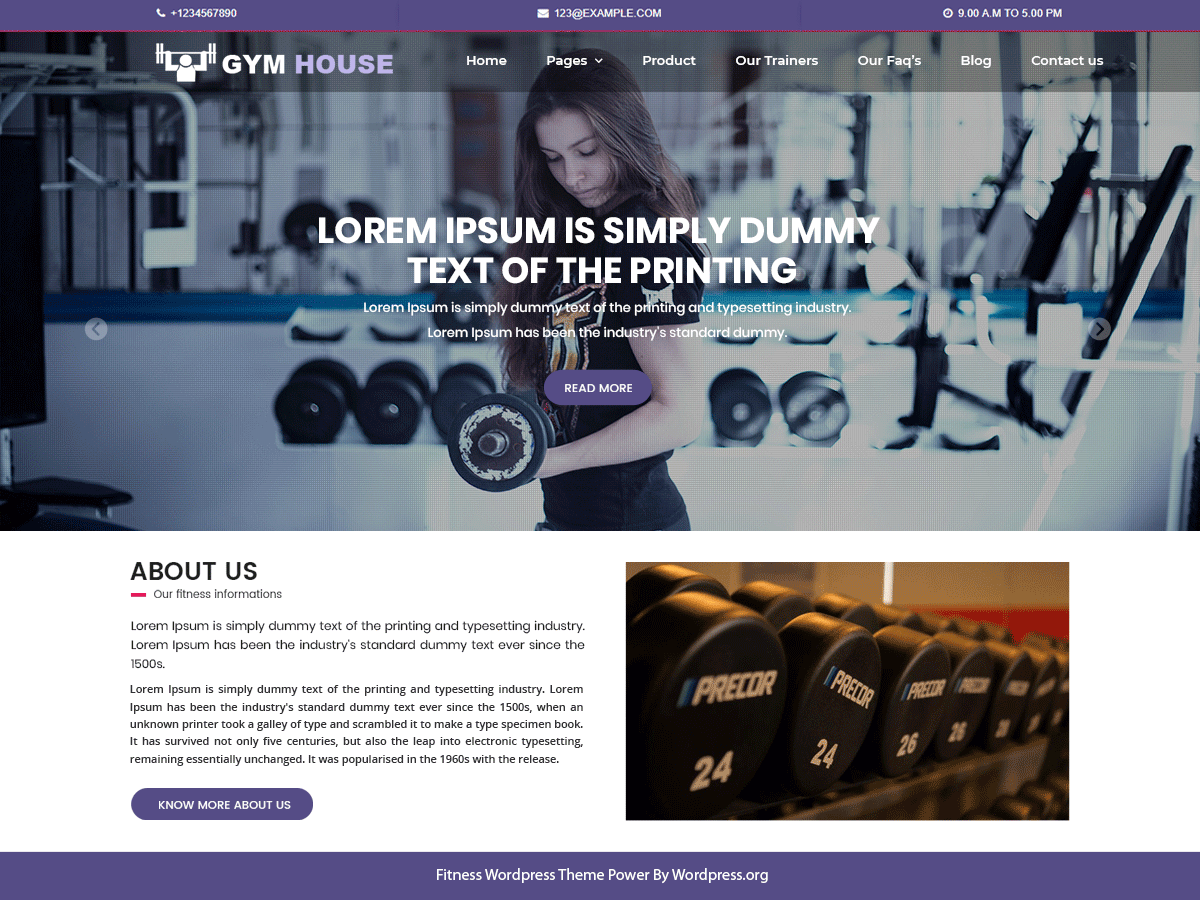 +1234567890
123@EXAMPLE.COM
9.00 A.M TO 5.00 PM
GYM HOUSE
Home
Pages
Product
Our Trainers
Our Faq's
Blog
Contact us
LOREM IPSUM IS SIMPLY DUMMY
TEXT OF THE PRINTING
Lorem Ipsum is simply dummy text of the printing and typesetting industry.
Lorem Ipsum has been the industry's standard dummy.
READ MORE
ABOUT US
Our fitness informations
Lorem Ipsum is simply dummy text of the printing and typesetting industry.
Lorem Ipsum has been the industry's standard dummy text ever since the
1500s.
Lorem Ipsum is simply dummy text of the printing and typesetting industry. Lorem
Ipsum has been the industry's standard dummy text ever since the 1500s, when an
unknown printer took a galley of type and scrambled it to make a type specimen book.
It has survived not only five centuries, but also the leap into electronic typesetting,
remaining essentially unchanged. It was popularised in the 1960s with the release.
KNOW MORE ABOUT US
PRECOR
24
PRECOR
24
PRECOR
26
PRECOR
26
Fitness Wordpress Theme Power By Wordpress.org